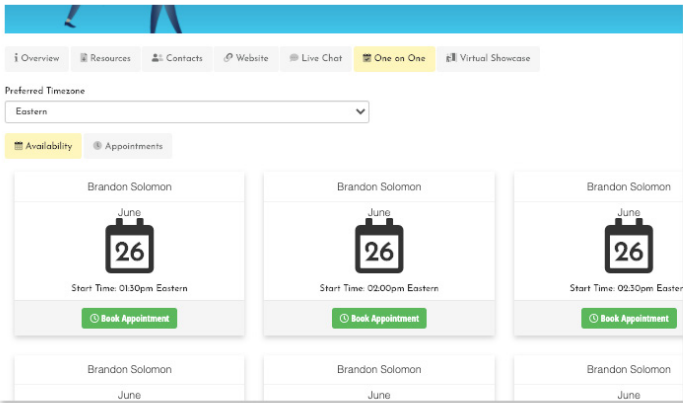 Overview Resources Contacts Website Live Chat One on One Virtual Showcase
Preferred Timezone
Eastern
Availability Appointments
Brandon Solomon Brandon Solomon Brandon Solomon
June June June
26 26 26
Start Time: 01:30pm Eastern Start Time: 02:00pm Eastern Start Time: 02:30pm Easter
Book Appointment Book Appointment Book Appointment
Brandon Solomon Brandon Solomon Brandon Solomon
June June June